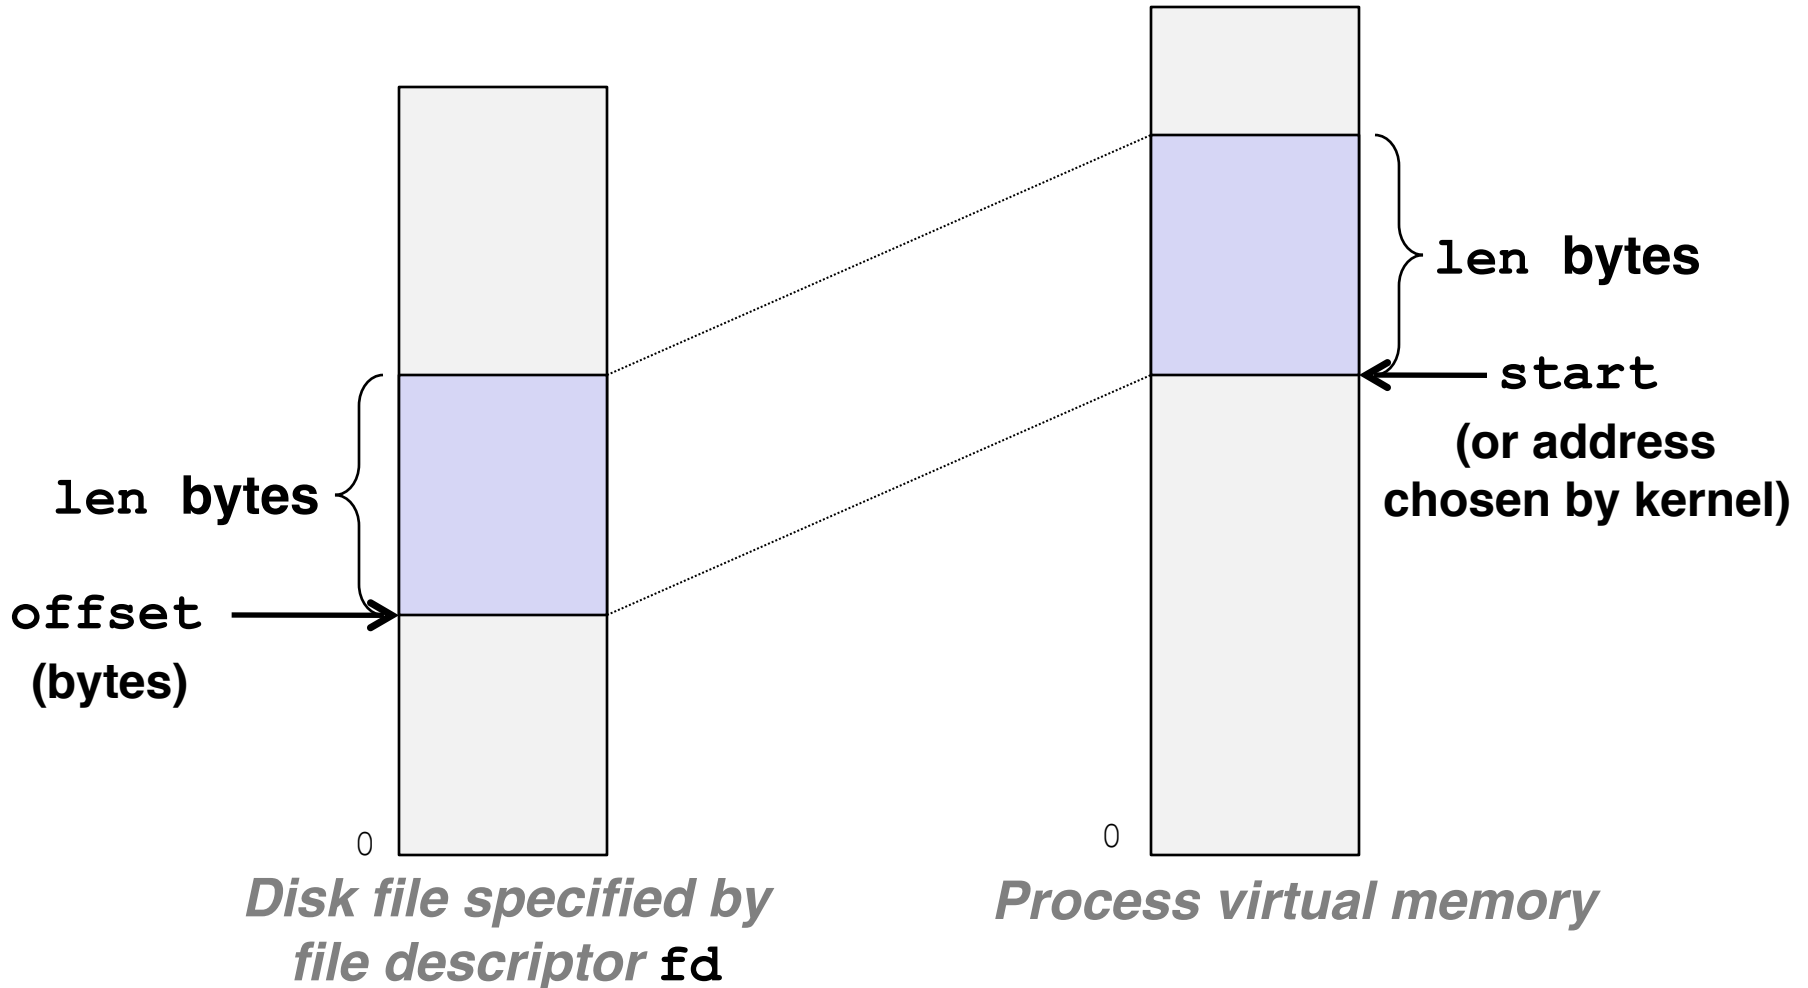 len bytes
start
(or address
chosen by kernel)
len bytes
offset
(bytes)
0
0
Disk file specified by
file descriptor fd
Process virtual memory